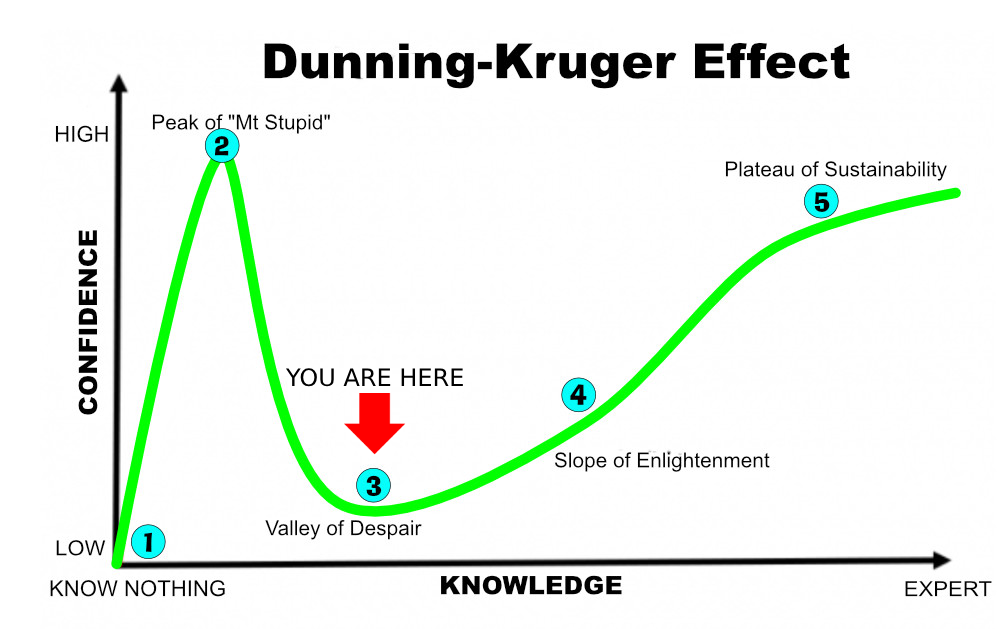 Dunning-Kruger Effect
HIGH
Peak of "Mt Stupid"
2
Plateau of Sustainability
5
CONFIDENCE
YOU ARE HERE
4
Slope of Enlightenment
3
Valley of Despair
1
LOW
KNOW NOTHING
KNOWLEDGE
EXPERT